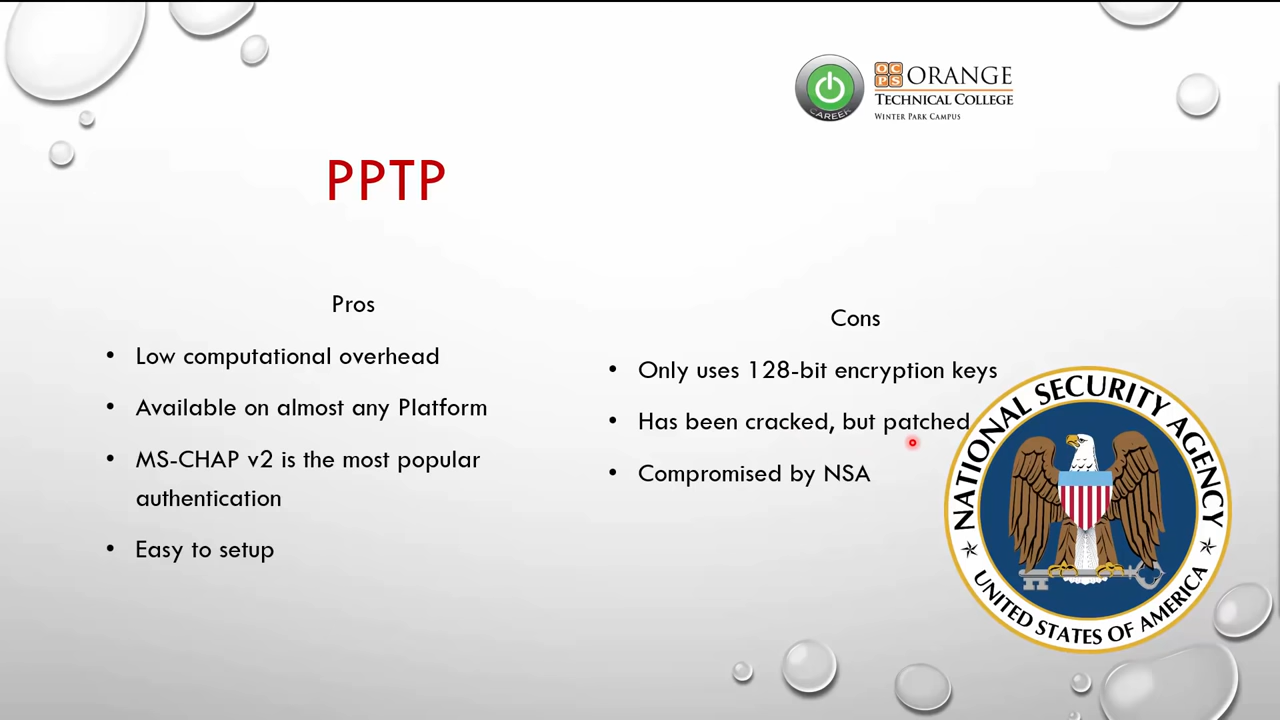 OC
PS
ORANGE
TECHNICAL COLLEGE
WINTER PARK CAMPUS
CAREER
PPTP
Pros
• Low computational overhead
• Available on almost any Platform
• MS-CHAP v2 is the most popular
authentication
• Easy to setup
Cons
• Only uses 128-bit encryption keys
• Has been cracked, but patched
• Compromised by NSA
NATIONAL SECURITY AGENCY
UNITED STATES OF AMERICA